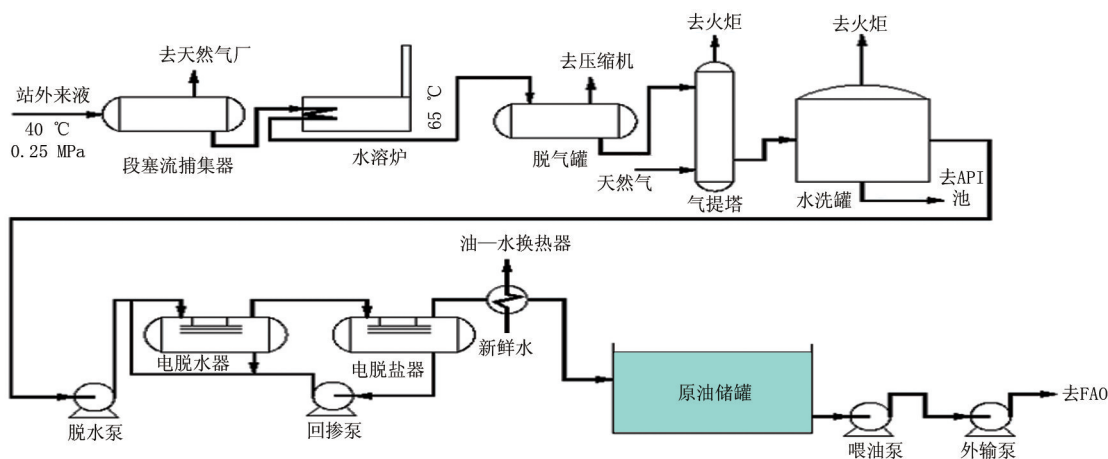 去天然气厂
站外来液
40 ℃
0.25 MPa
段塞流捕集器
水溶炉
65 ℃
去压缩机
脱气罐
去火炬
天然气
气提塔
去火炬
水洗罐
去API
池
油—水换热器
新鲜水
电脱水器
电脱盐器
脱水泵
回掺泵
原油储罐
喂油泵
外输泵
去FAO